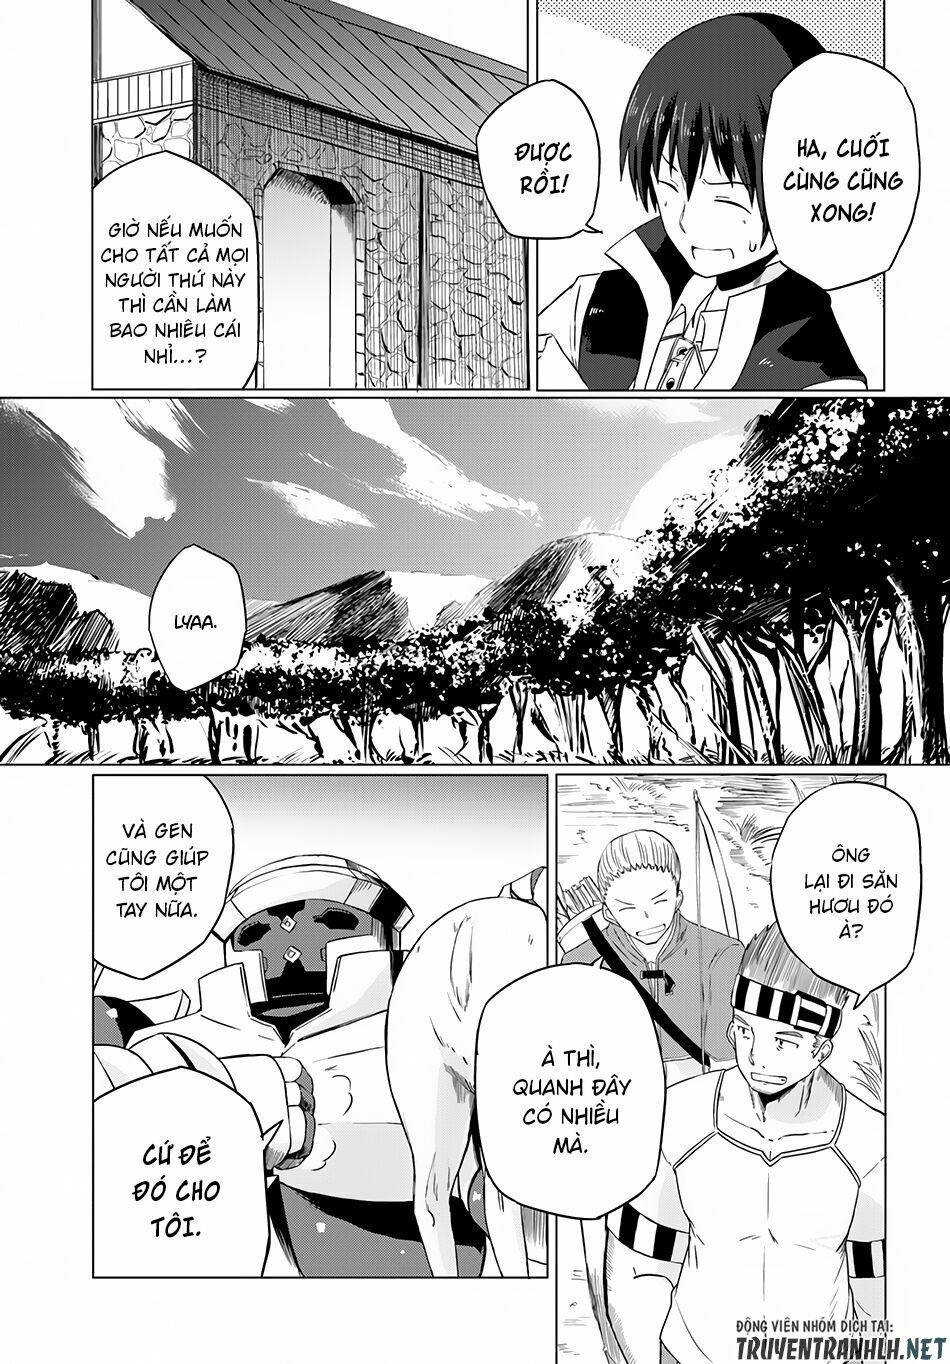 HA, CUỐI
CÙNG CŨNG
XONG!
ĐƯỢC
RỒI!
GIỜ NẾU MUỐN
CHO TẤT CẢ MỌI
NGƯỜI THỨ NÀY
THÌ CẦN LÀM
BAO NHIÊU CÁI
NHỈ...?
LYAA.
ÔNG
LẠI ĐI SĂN
HƯƠU ĐÓ
À?
À THÌ,
QUANH ĐÂY
CÓ NHIỀU
MÀ.
VÀ GEN
CŨNG GIÚP
TÔI MỘT
TAY NỮA.
CỨ ĐỂ
ĐÓ CHO
TÔI.
ĐỘNG VIÊN NHÓM DỊCH TẠI:
TRUYENTRANHLH.NET